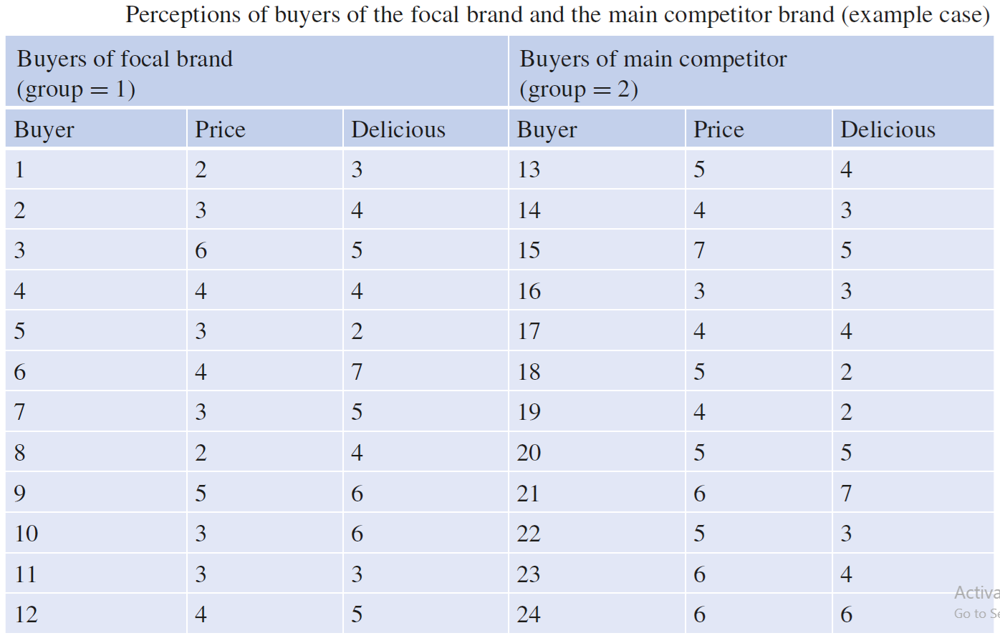 Perceptions of buyers of the focal brand and the main competitor brand (example case)
Buyers of focal brand
(group = 1)
Buyers of main competitor
(group = 2)
Buyer Price Delicious Buyer Price Delicious
1 2 3 13 5 4
2 3 4 14 4 3
3 6 5 15 7 5
4 4 4 16 3 3
5 3 2 17 4 4
6 4 7 18 5 2
7 3 5 19 4 2
8 2 4 20 5 5
9 5 6 21 6 7
10 3 6 22 5 3
11 3 3 23 6 4
12 4 5 24 6 6
Activa
Go to Se